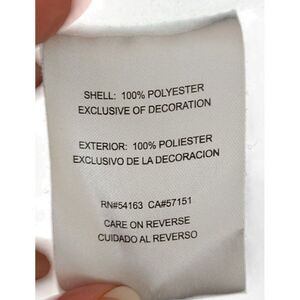 SHELL: 100% POLYESTER
EXCLUSIVE OF DECORATION
EXTERIOR: 100% POLIESTER
EXCLUSIVO DE LA DECORACION
RN#54163 CA#57151
CARE ON REVERSE
CUIDADO AL REVERSO